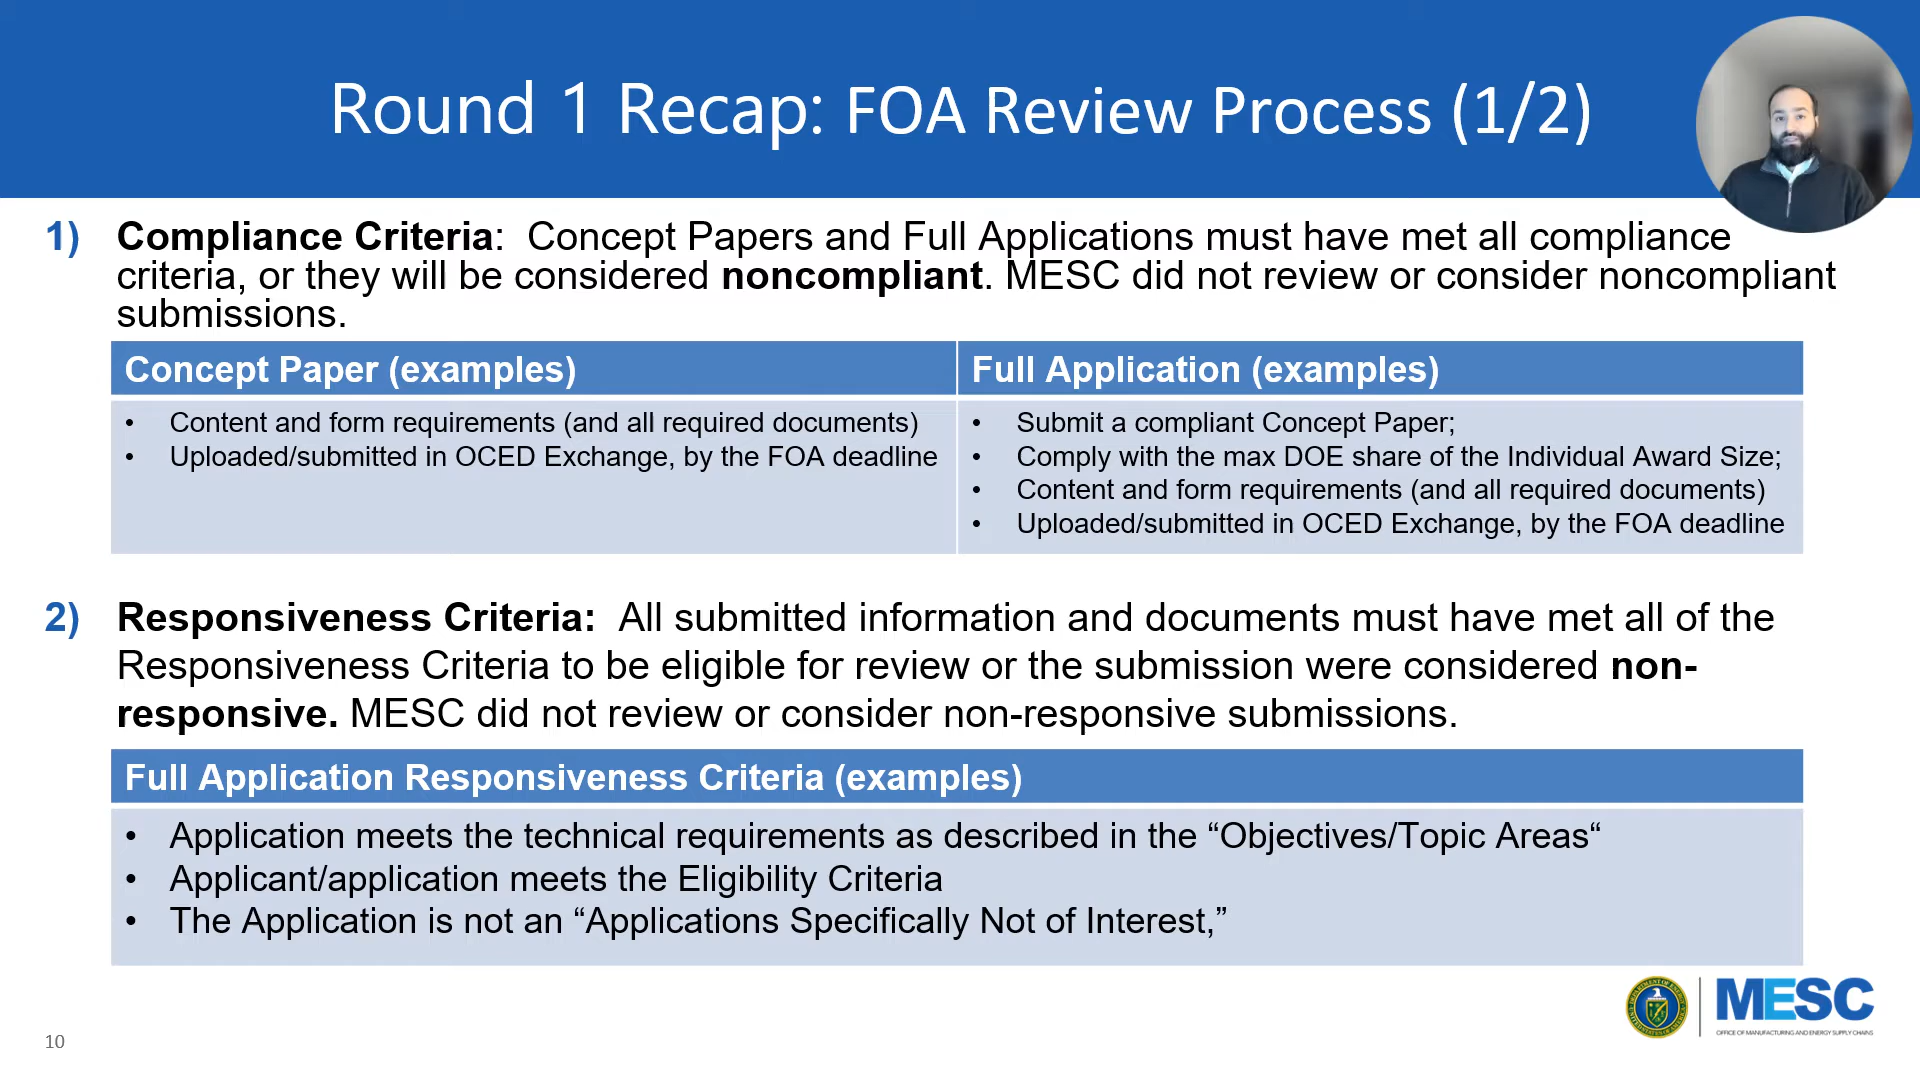 Round 1 Recap: FOA Review Process (1/2)
1) Compliance Criteria: Concept Papers and Full Applications must have met all compliance
criteria, or they will be considered noncompliant. MESC did not review or consider noncompliant
submissions.
Concept Paper (examples)
• Content and form requirements (and all required documents)
• Uploaded/submitted in OCED Exchange, by the FOA deadline
Full Application (examples)
• Submit a compliant Concept Paper;
• Comply with the max DOE share of the Individual Award Size;
• Content and form requirements (and all required documents)
• Uploaded/submitted in OCED Exchange, by the FOA deadline
2) Responsiveness Criteria: All submitted information and documents must have met all of the
Responsiveness Criteria to be eligible for review or the submission were considered non-
responsive. MESC did not review or consider non-responsive submissions.
Full Application Responsiveness Criteria (examples)
• Application meets the technical requirements as described in the “Objectives/Topic Areas“
• Applicant/application meets the Eligibility Criteria
• The Application is not an “Applications Specifically Not of Interest,”
MESC
OFFICE OF MANUFACTURING AND ENERGY SUPPLY CHAINS
10